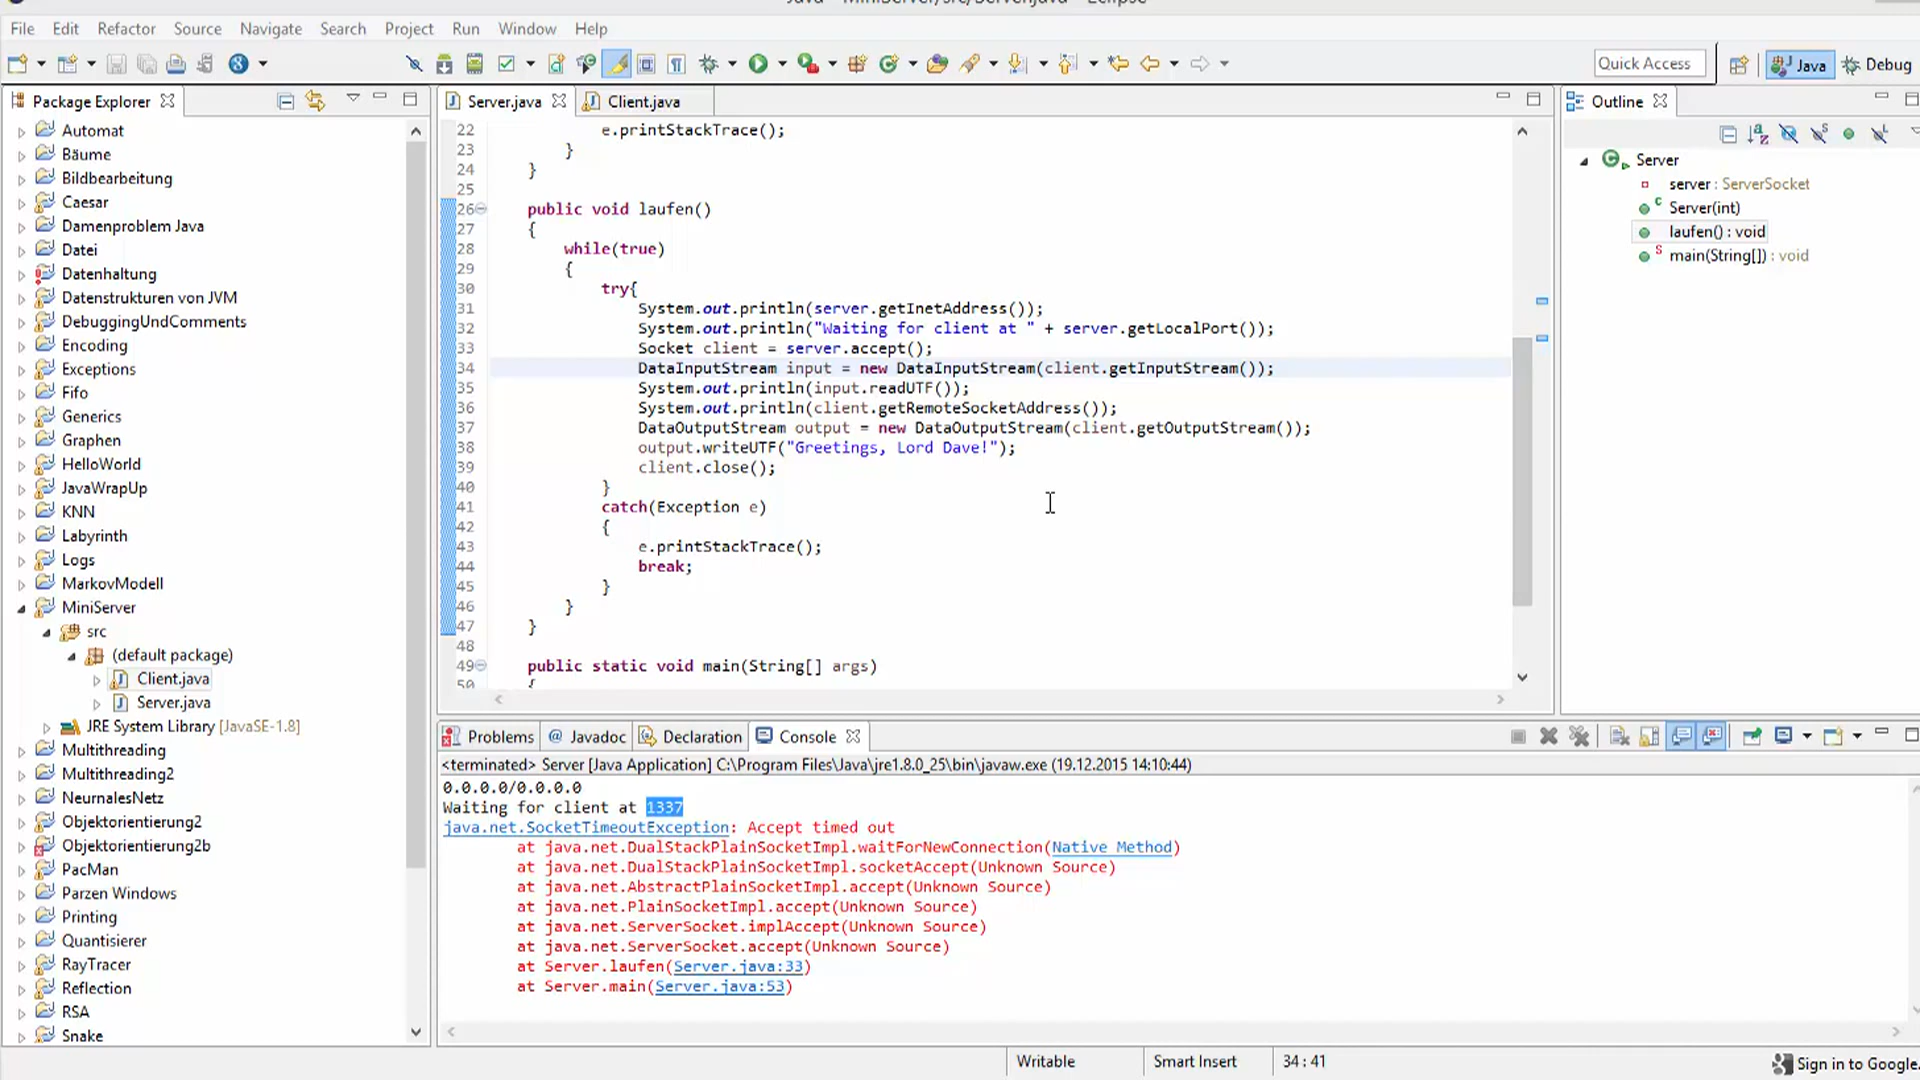 Java - MiniServer/src/Server.java - Eclipse
File Edit Refactor Source Navigate Search Project Run Window Help
Quick Access Java Debug
Package Explorer
Automat
Bäume
Bildbearbeitung
Caesar
Damenproblem Java
Datei
Datenhaltung
Datenstrukturen von JVM
DebuggingUndComments
Encoding
Exceptions
Fifo
Generics
Graphen
HelloWorld
JavaWrapUp
KNN
Labyrinth
Logs
MarkovModell
MiniServer
src
(default package)
Client.java
Server.java
JRE System Library [JavaSE-1.8]
Multithreading
Multithreading2
NeurnalesNetz
Objektorientierung2
Objektorientierung2b
PacMan
Parzen Windows
Printing
Quantisierer
RayTracer
Reflection
RSA
Snake
Server.java Client.java
22 e.printStackTrace();
23 }
24 }
25
26 public void laufen()
27 {
28 while(true)
29 {
30 try{
31 System.out.println(server.getInetAddress());
32 System.out.println("Waiting for client at " + server.getLocalPort());
33 Socket client = server.accept();
34 DataInputStream input = new DataInputStream(client.getInputStream());
35 System.out.println(input.readUTF());
36 System.out.println(client.getRemoteSocketAddress());
37 DataOutputStream output = new DataOutputStream(client.getOutputStream());
38 output.writeUTF("Greetings, Lord Dave!");
39 client.close();
40 }
41 catch(Exception e)
42 {
43 e.printStackTrace();
44 break;
45 }
46 }
47 }
48
49 public static void main(String[] args)
50 {
Outline
Server
server : ServerSocket
Server(int)
laufen() : void
main(String[]) : void
Problems @ Javadoc Declaration Console
<terminated> Server [Java Application] C:\Program Files\Java\jre1.8.0_25\bin\javaw.exe (19.12.2015 14:10:44)
0.0.0.0/0.0.0.0
Waiting for client at 1337
java.net.SocketTimeoutException: Accept timed out
at java.net.DualStackPlainSocketImpl.waitForNewConnection(Native Method)
at java.net.DualStackPlainSocketImpl.socketAccept(Unknown Source)
at java.net.AbstractPlainSocketImpl.accept(Unknown Source)
at java.net.PlainSocketImpl.accept(Unknown Source)
at java.net.ServerSocket.implAccept(Unknown Source)
at java.net.ServerSocket.accept(Unknown Source)
at Server.laufen(Server.java:33)
at Server.main(Server.java:53)
Writable Smart Insert 34 : 41 Sign in to Google.